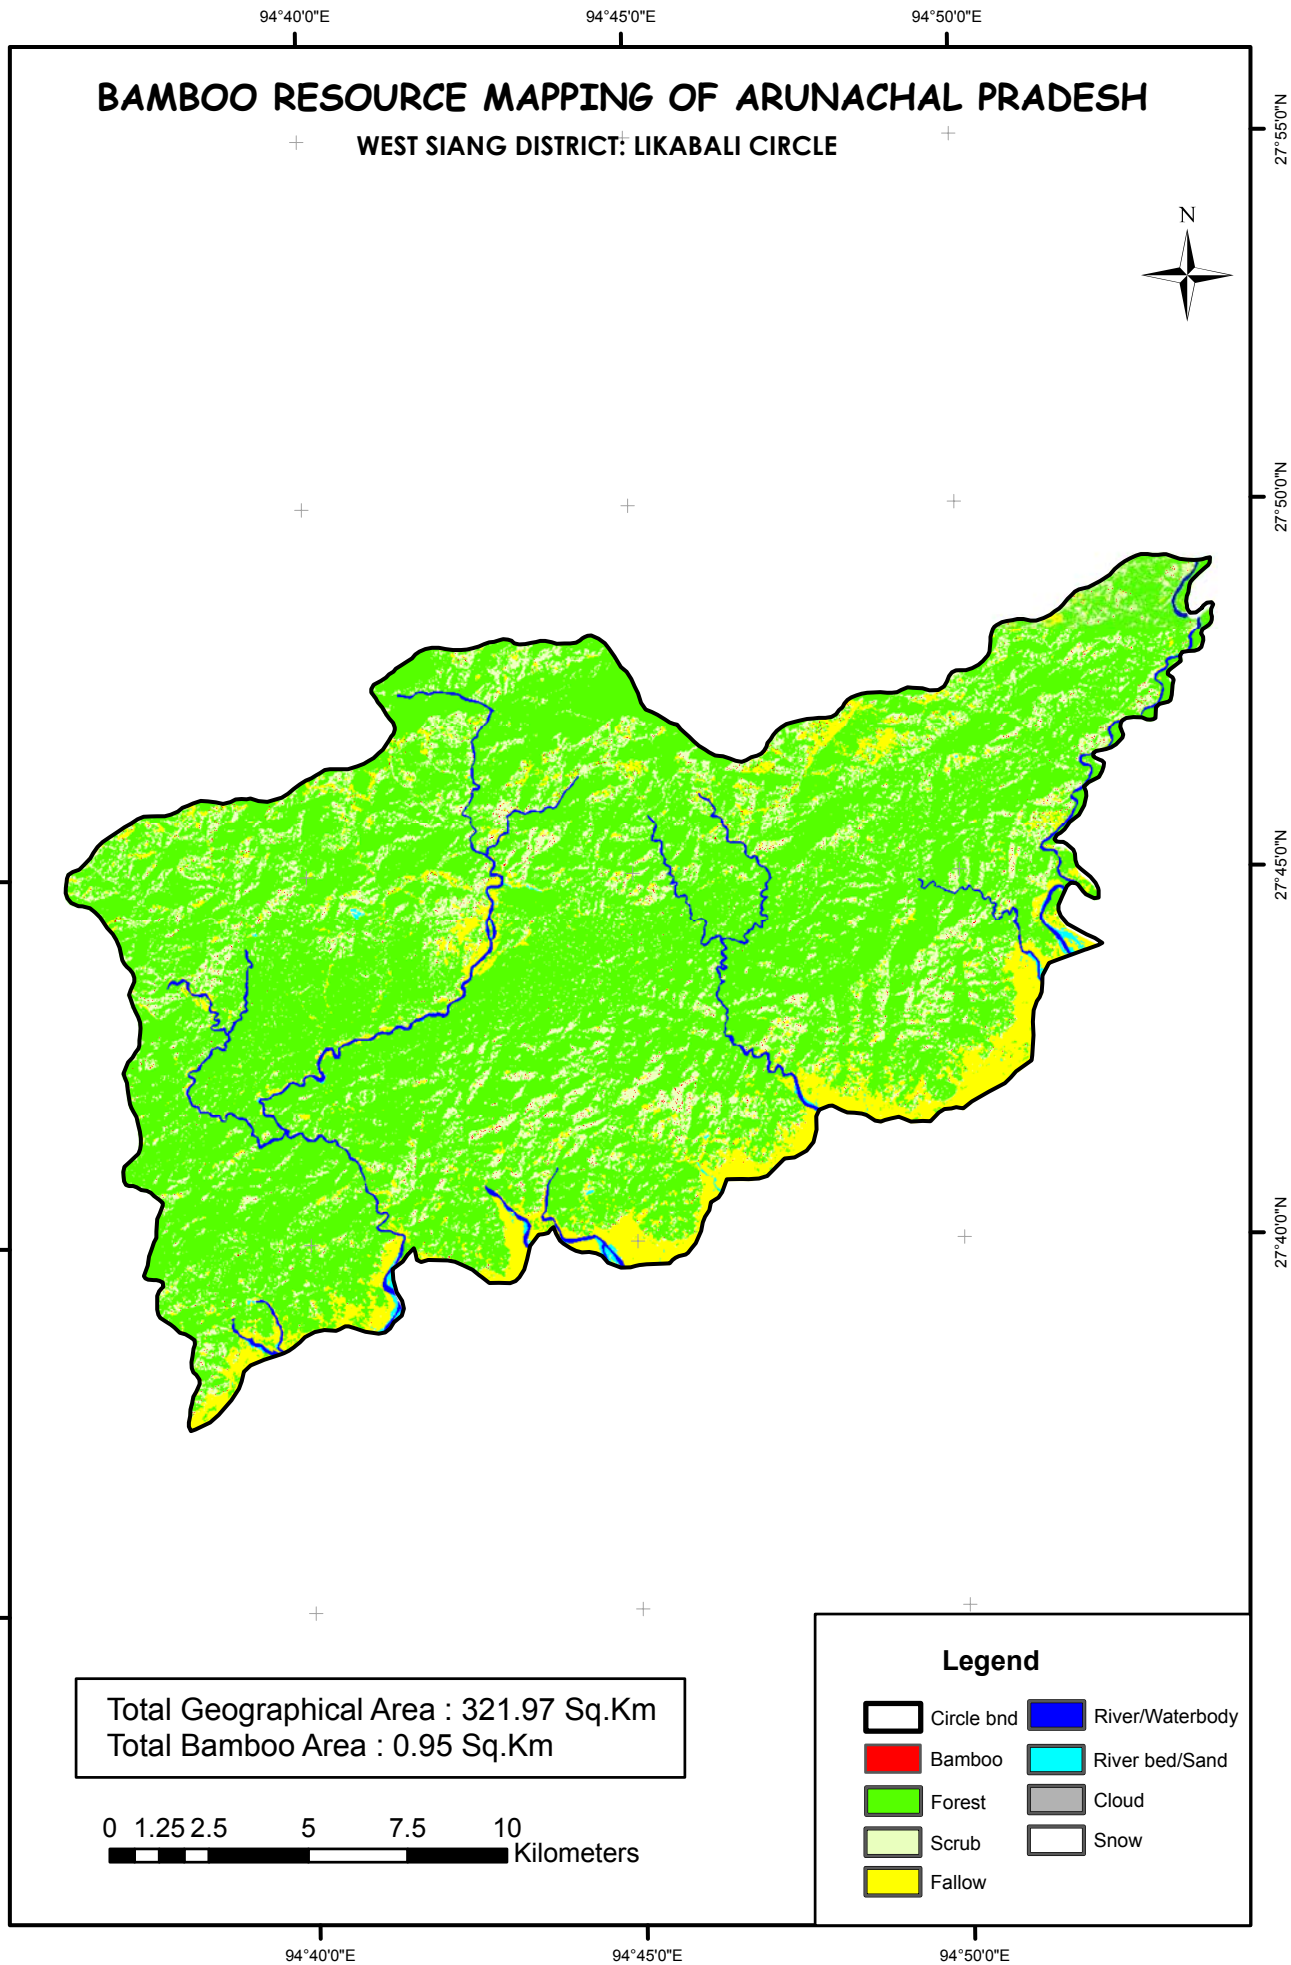 94°40'0"E 94°45'0"E 94°50'0"E
BAMBOO RESOURCE MAPPING OF ARUNACHAL PRADESH
WEST SIANG DISTRICT: LIKABALI CIRCLE
27°55'0"N
N
27°50'0"N
27°45'0"N
27°40'0"N
Legend
Circle bnd
Bamboo
Forest
Scrub
Fallow
River/Waterbody
River bed/Sand
Cloud
Snow
Total Geographical Area : 321.97 Sq.Km
Total Bamboo Area : 0.95 Sq.Km
0 1.25 2.5 5 7.5 10
Kilometers
94°40'0"E 94°45'0"E 94°50'0"E